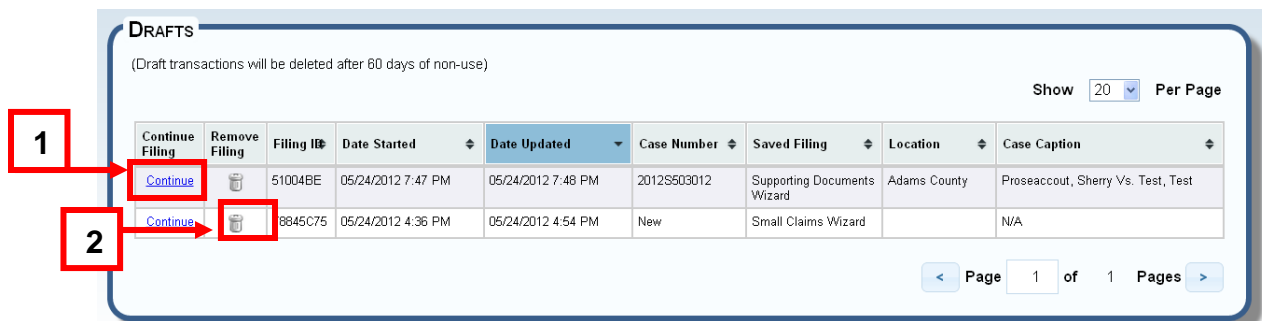 DRAFTS
(Draft transactions will be deleted after 60 days of non-use)
Show 20 Per Page
1
Continue Filing Remove Filing Filing ID Date Started Date Updated Case Number Saved Filing Location Case Caption
Continue 51004BE 05/24/2012 7:47 PM 05/24/2012 7:48 PM 2012S503012 Supporting Documents Wizard Adams County Proseaccout, Sherry Vs. Test, Test
Continue 78845C75 05/24/2012 4:36 PM 05/24/2012 4:54 PM New Small Claims Wizard N/A
2
< Page 1 of 1 Pages >